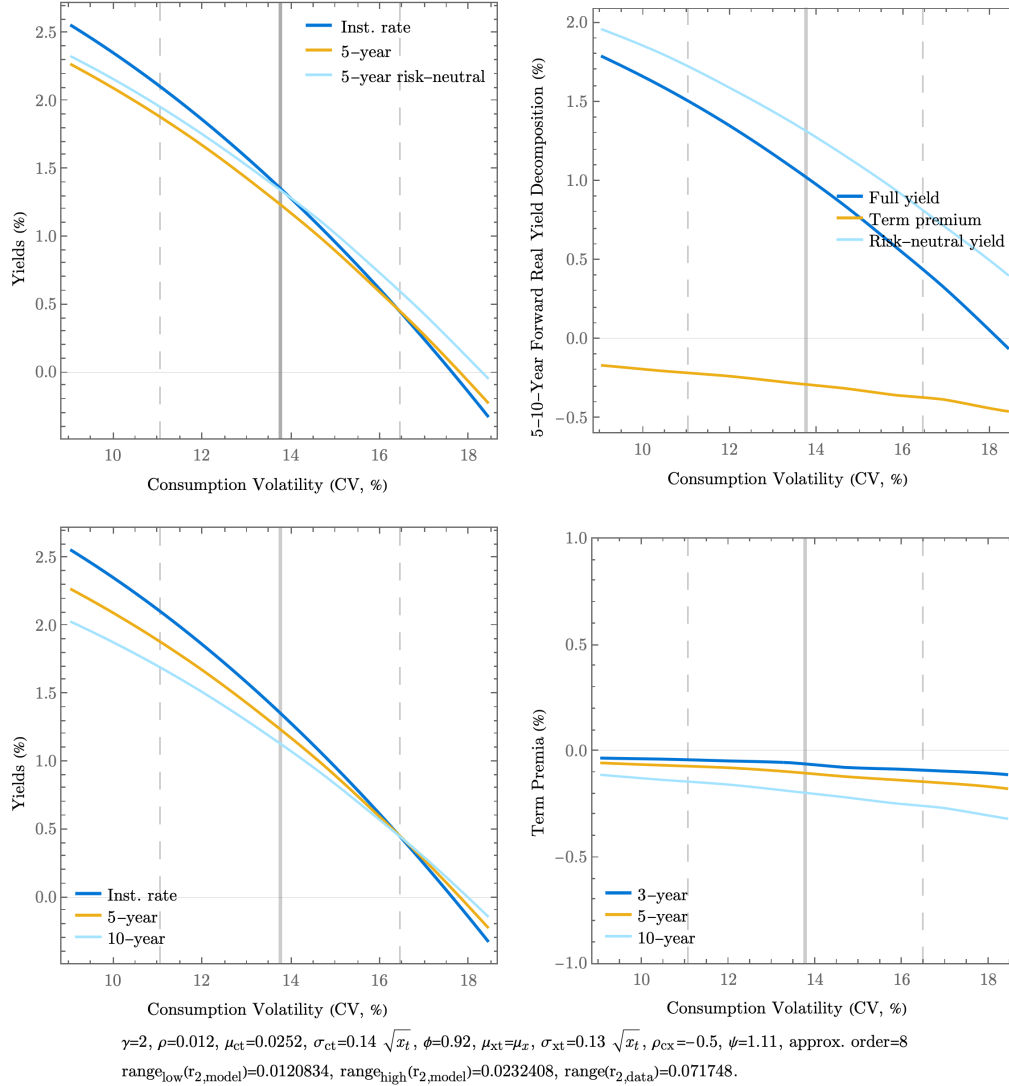 Inst. rate
5−year
5−year risk−neutral
Yields (%)
2.5
2.0
1.5
1.0
0.5
0.0
10 12 14 16 18
Consumption Volatility (CV, %)
5−10−Year Forward Real Yield Decomposition (%)
2.0
1.5
1.0
0.5
0.0
−0.5
Full yield
Term premium
Risk−neutral yield
10 12 14 16 18
Consumption Volatility (CV, %)
Yields (%)
2.5
2.0
1.5
1.0
0.5
0.0
Inst. rate
5−year
10−year
10 12 14 16 18
Consumption Volatility (CV, %)
Term Premia (%)
1.0
0.5
0.0
−0.5
−1.0
3−year
5−year
10−year
10 12 14 16 18
Consumption Volatility (CV, %)
γ=2, ρ=0.012, μct=0.0252, σct=0.14 √xt, ϕ=0.92, μxt=μx, σxt=0.13 √xt, ρcx=−0.5, ψ=1.11, approx. order=8
rangelow(r2,model)=0.0120834, rangehigh(r2,model)=0.0232408, range(r2,data)=0.071748.